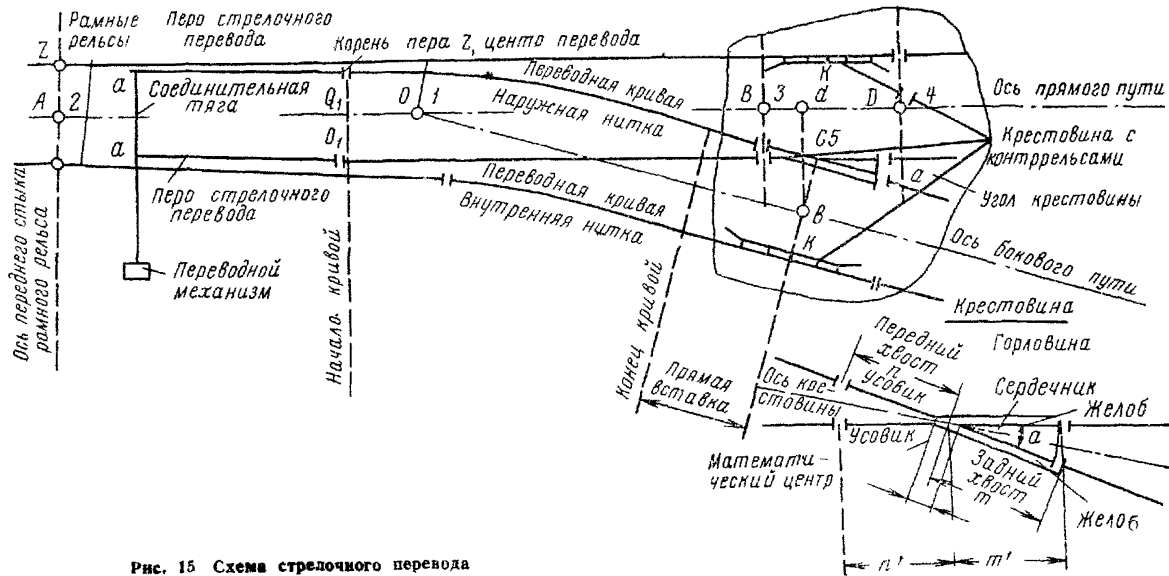 Рамные рельсы
Перо стрелочного перевода
Корень пера Z, центр перевода
Z
A
2
a
Соединительная тяга
Q₁
O
1
Переводная кривая
Наружная нитка
B
3
d
D
4
K
Ось прямого пути
C5
Крестовина с контррельсами
a
O₁
a
Перо стрелочного перевода
Переводная кривая
Внутренняя нитка
B
K
Угол крестовины
Ось бокового пути
Ось переднего стыка рамного рельса
Переводной механизм
Начало кривой
Конец кривой
Прямая вставка
Крестовина
Горловина
Передний хвост
n
Усовик
Ось крестовины
Сердечник
Желоб
Усовик
a
Математи-
ческий центр
Задний хвост
m
Желоб
n'
m'
Рис. 15 Схема стрелочного перевода